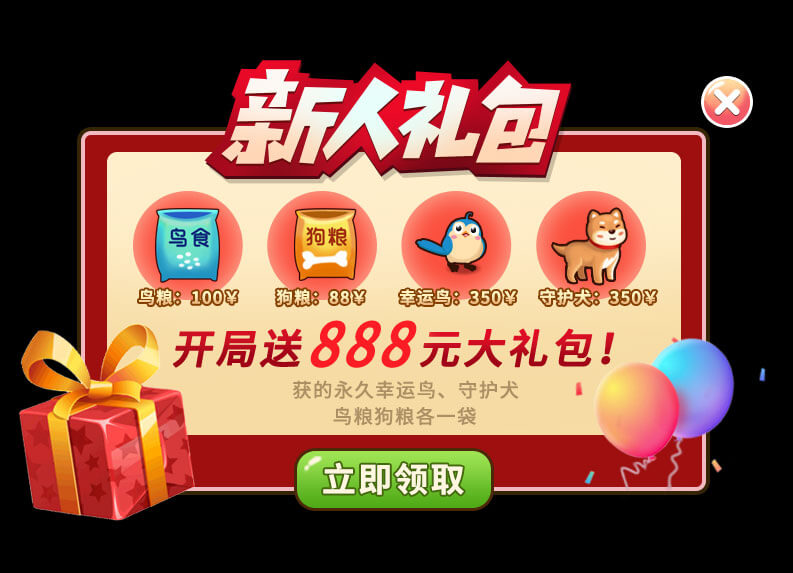 新人礼包
鸟食
狗粮
鸟粮：100￥
狗粮：88￥
幸运鸟：350￥
守护犬：350￥
开局送888元大礼包！
获的永久幸运鸟、守护犬
鸟粮狗粮各一袋
立即领取